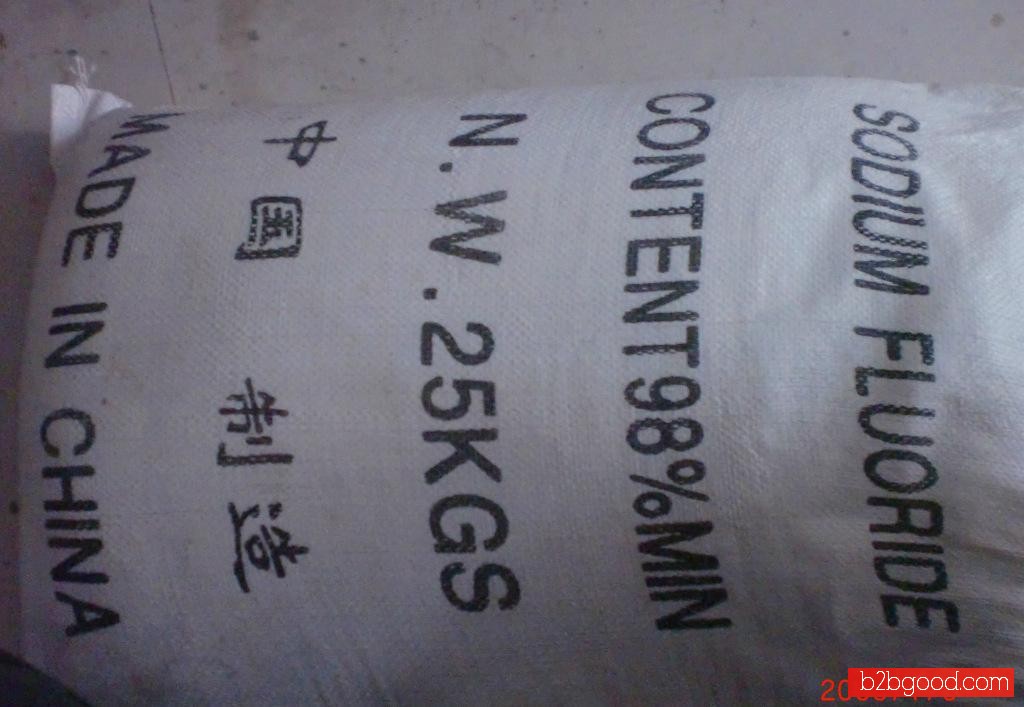 SODIUM FLUORIDE
CONTENT98%MIN
N.W.25KGS
中国 制造
MADE IN CHINA
b2bgood.com